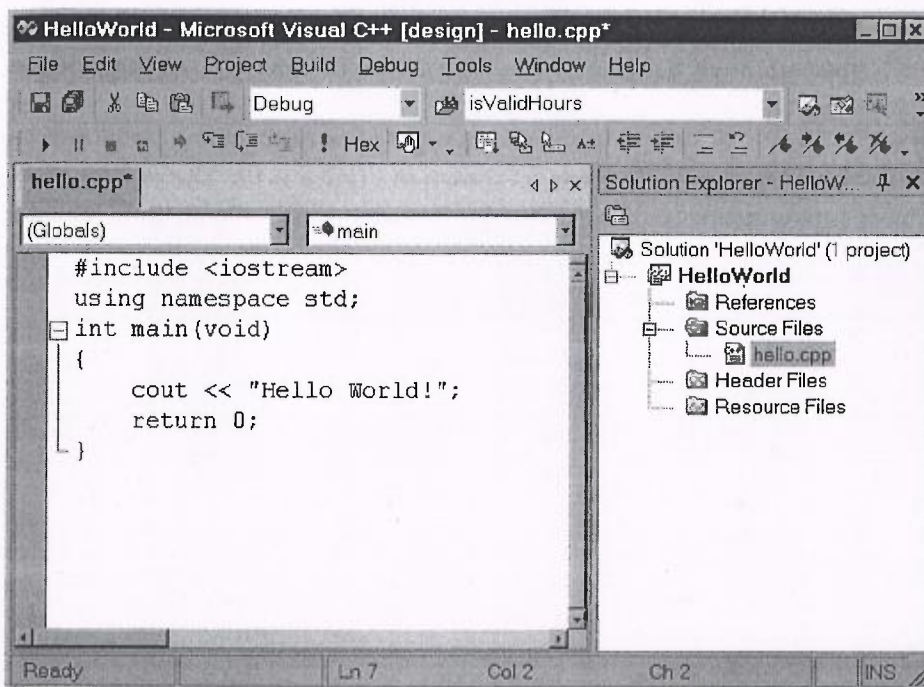 HelloWorld - Microsoft Visual C++ [design] - hello.cpp*
File Edit View Project Build Debug Tools Window Help
Debug isValidHours
Hex
hello.cpp*
(Globals) main
#include <iostream>
using namespace std;
int main(void)
{
cout << "Hello World!";
return 0;
}
Solution Explorer - HelloW...
Solution 'HelloWorld' (1 project)
HelloWorld
References
Source Files
hello.cpp
Header Files
Resource Files
Ready Ln 7 Col 2 Ch 2 INS